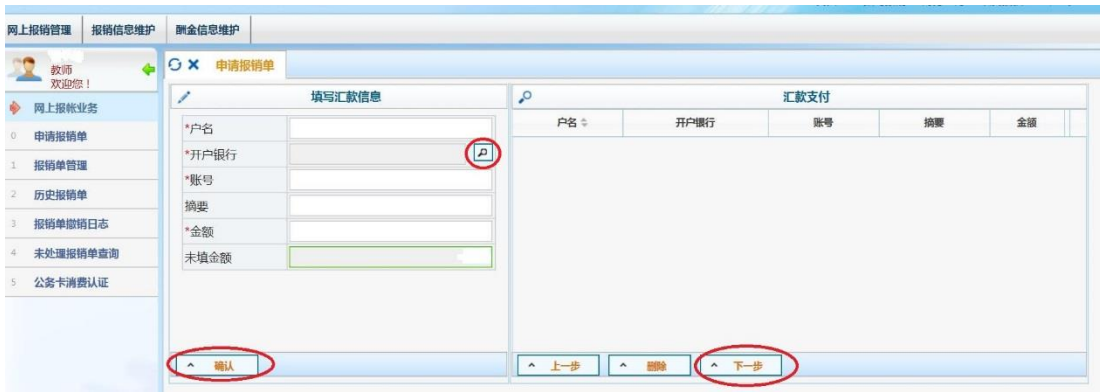 网上报销管理 报销信息维护 酬金信息维护
教师
欢迎您！
申请报销单
网上报帐业务
0 申请报销单
1 报销单管理
2 历史报销单
3 报销单撤销日志
4 未处理报销单查询
5 公务卡消费认证
填写汇款信息
*户名
*开户银行
*账号
摘要
*金额
未填金额
确认
汇款支付
户名 开户银行 账号 摘要 金额
上一步 删除 下一步